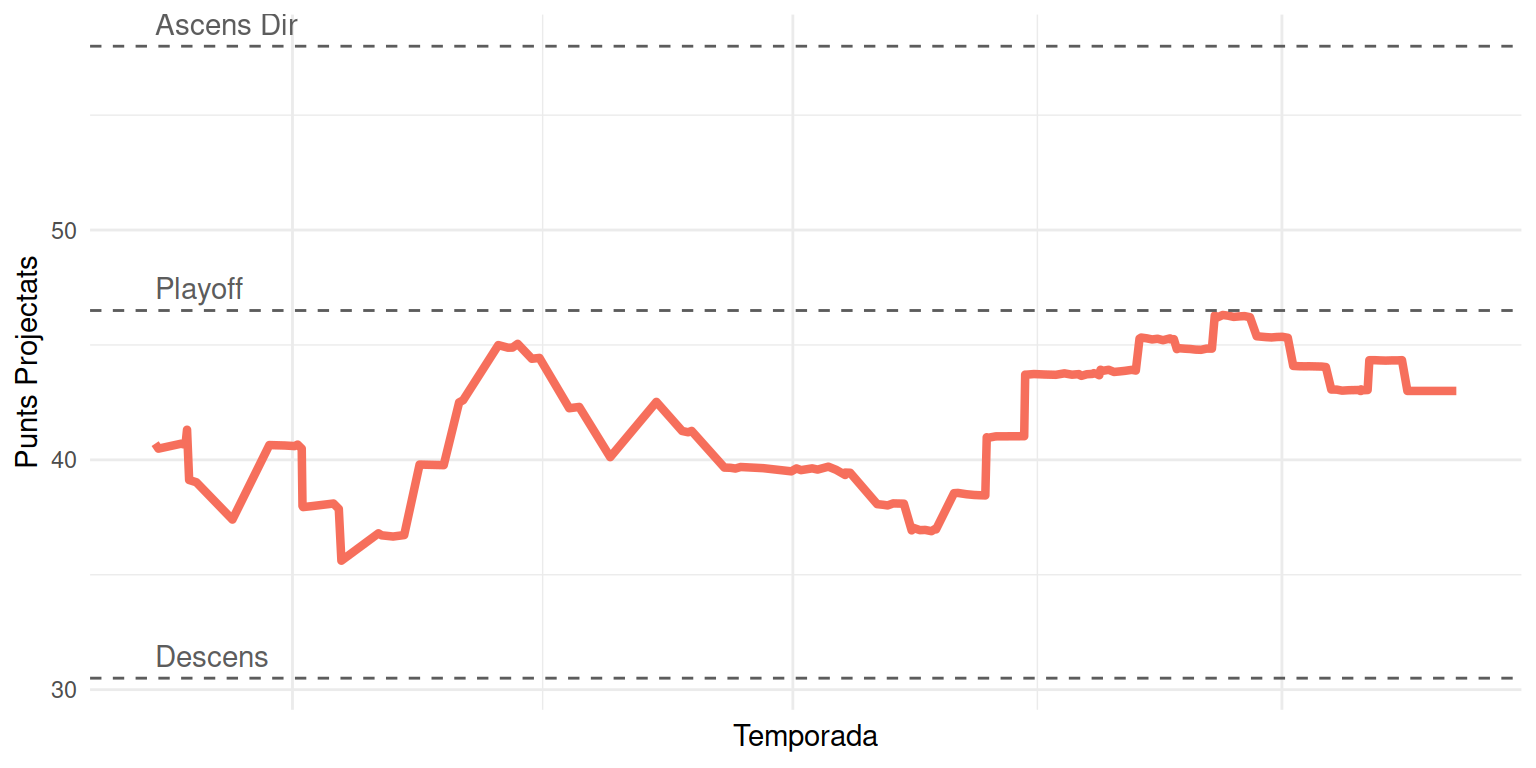 Ascens Dir
50
Playoff
Punts Projectats
40
Descens
30
Temporada